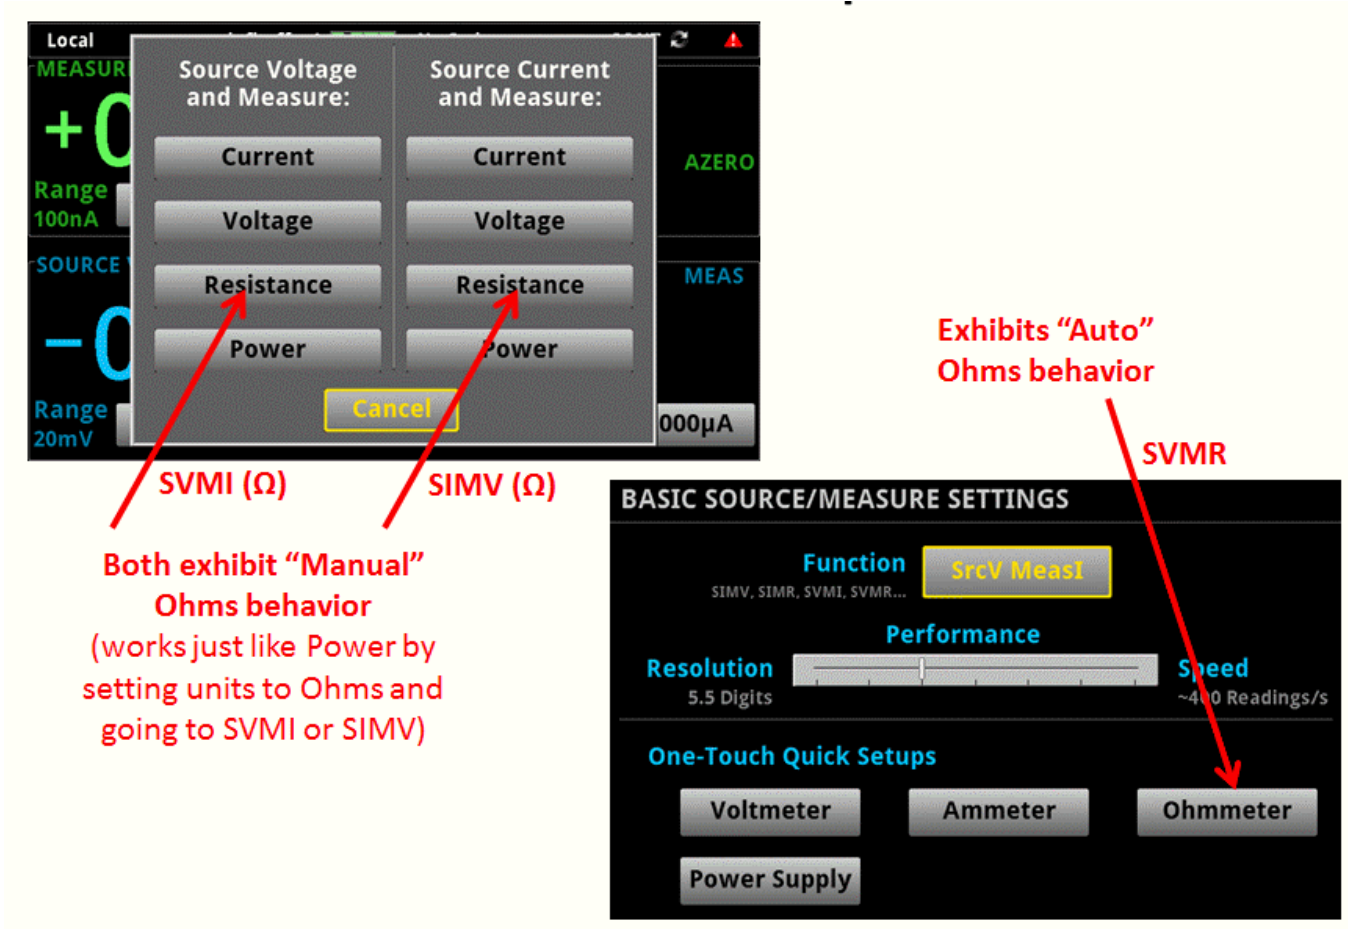 Local
MEASUR
+0
Range
100nA
AZERO
SOURCE
MEAS
-0
Range
20mV
000µA
Source Voltage
and Measure:
Current
Voltage
Resistance
Power
Source Current
and Measure:
Current
Voltage
Resistance
Power
Cancel
SVMI (Ω)
SIMV (Ω)
Both exhibit “Manual”
Ohms behavior
(works just like Power by
setting units to Ohms and
going to SVMI or SIMV)
Exhibits “Auto”
Ohms behavior
SVMR
BASIC SOURCE/MEASURE SETTINGS
Function
SIMV, SIMR, SVMI, SVMR...
SrcV MeasI
Performance
Resolution
5.5 Digits
Speed
~400 Readings/s
One-Touch Quick Setups
Voltmeter
Ammeter
Ohmmeter
Power Supply